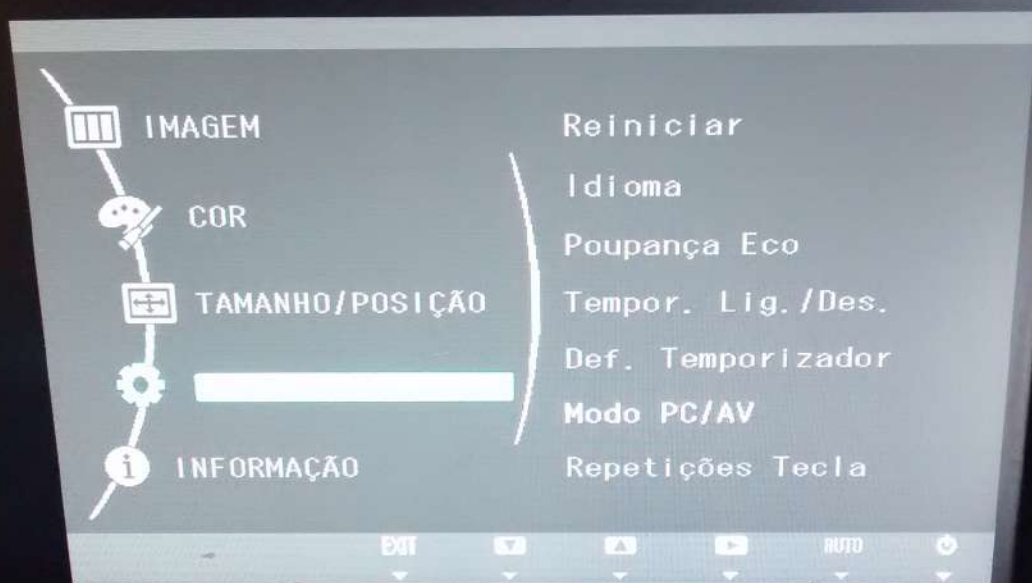 IMAGEM
COR
TAMANHO/POSIÇÃO
INFORMAÇÃO
Reiniciar
Idioma
Poupança Eco
Tempor. Lig./Des.
Def. Temporizador
Modo PC/AV
Repetições Tecla
EXIT
AUTO